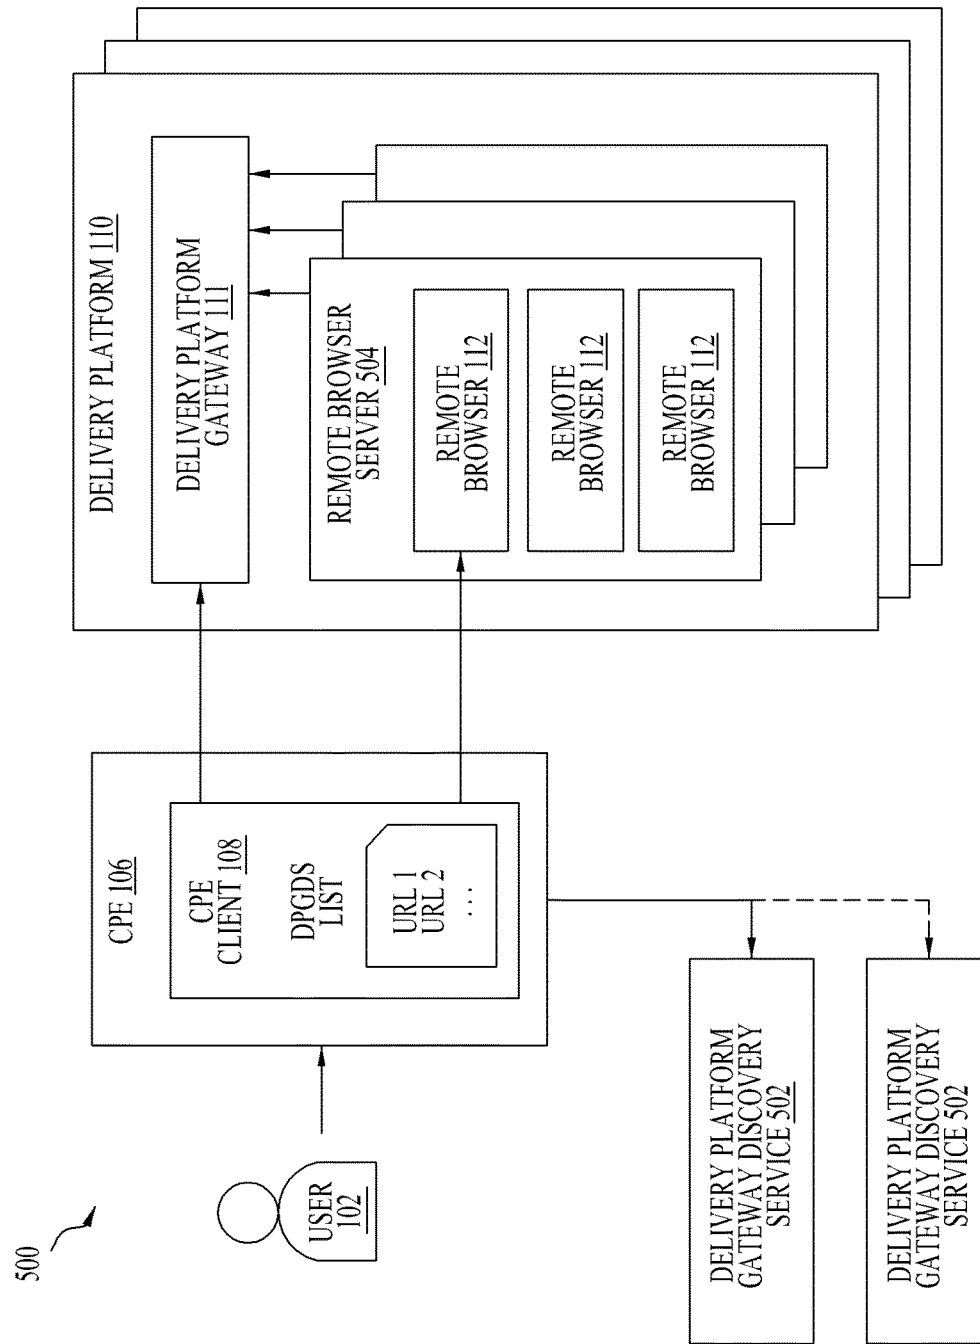 500
USER
102
CPE 106
CPE
CLIENT 108
DPGDS
LIST
URL 1
URL 2
...
DELIVERY PLATFORM 110
DELIVERY PLATFORM
GATEWAY 111
REMOTE BROWSER
SERVER 504
REMOTE
BROWSER 112
REMOTE
BROWSER 112
REMOTE
BROWSER 112
DELIVERY PLATFORM
GATEWAY DISCOVERY
SERVICE 502
DELIVERY PLATFORM
GATEWAY DISCOVERY
SERVICE 502